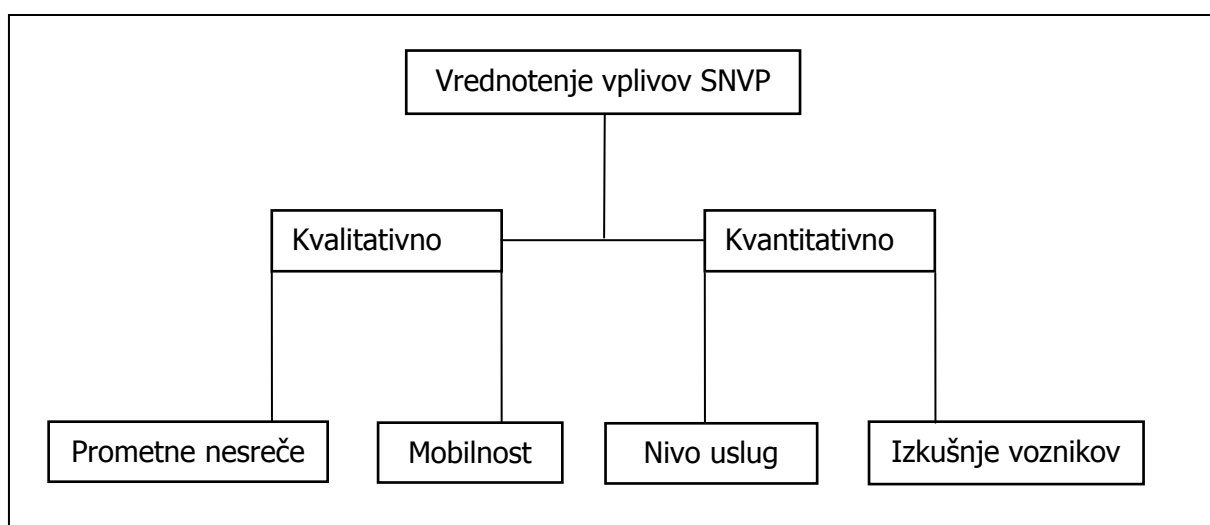 Vrednotenje vplivov SNVP
Kvalitativno
Kvantitativno
Prometne nesreče
Mobilnost
Nivo uslug
Izkušnje voznikov